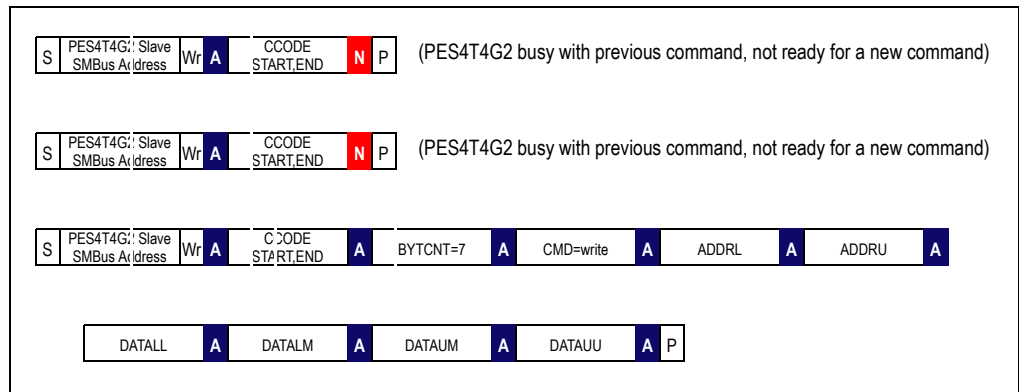 S PES4T4G2 Slave SMBus Address Wr A CCODE START,END N P (PES4T4G2 busy with previous command, not ready for a new command)
S PES4T4G2 Slave SMBus Address Wr A CCODE START,END N P (PES4T4G2 busy with previous command, not ready for a new command)
S PES4T4G2 Slave SMBus Address Wr A CCODE START,END A BYTCNT=7 A CMD=write A ADDRL A ADDRU A
DATALL A DATALM A DATAUM A DATAUU A P